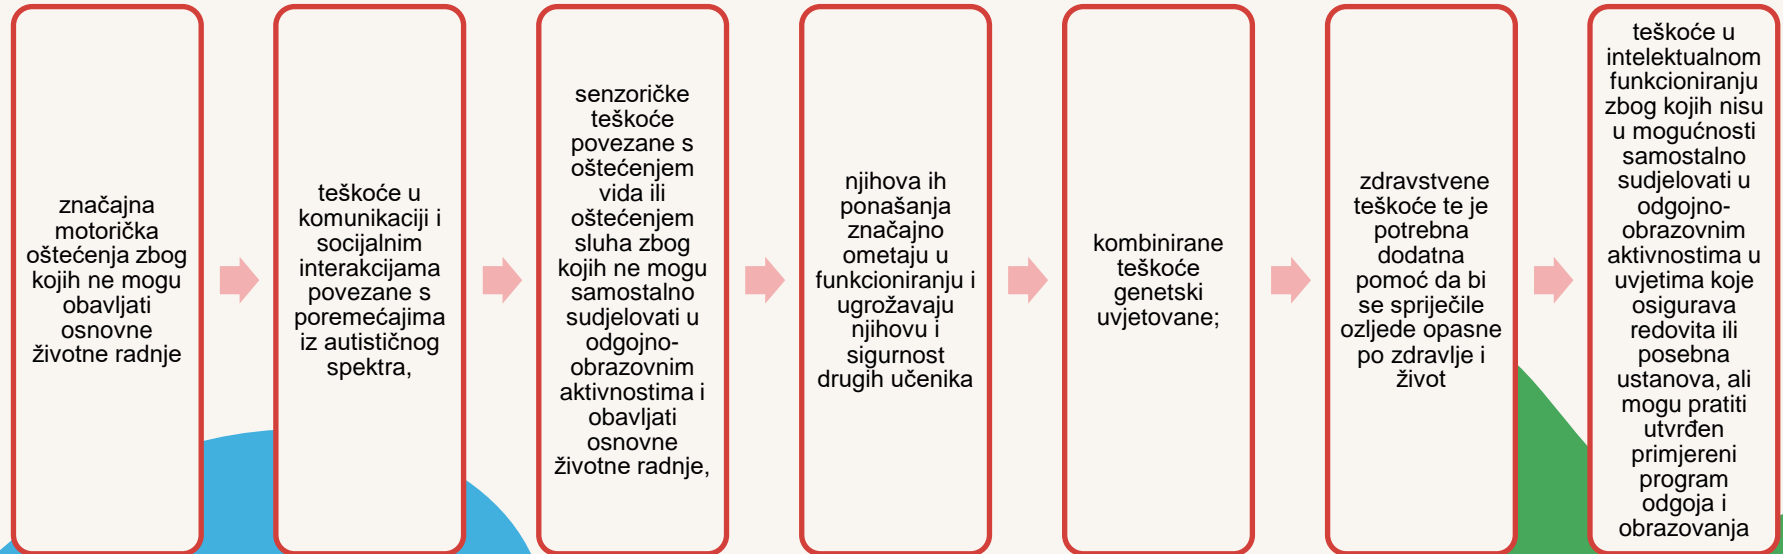 značajna
motorička
oštećenja zbog
kojih ne mogu
obavljati
osnovne
životne radnje
teškoće u
komunikaciji i
socijalnim
interakcijama
povezane s
poremećajima
iz autističnog
spektra,
senzoričke
teškoće
povezane s
oštećenjem
vida ili
oštećenjem
sluha zbog
kojih ne mogu
samostalno
sudjelovati u
odgojno-
obrazovnim
aktivnostima i
obavljati
osnovne
životne radnje,
njihova ih
ponašanja
značajno
ometaju u
funkcioniranju i
ugrožavaju
njihovu i
sigurnost
drugih učenika
kombinirane
teškoće
genetski
uvjetovane;
zdravstvene
teškoće te je
potrebna
dodatna
pomoć da bi
se spriječile
ozljede opasne
po zdravlje i
život
teškoće u
intelektualnom
funkcioniranju
zbog kojih nisu
u mogućnosti
samostalno
sudjelovati u
odgojno-
obrazovnim
aktivnostima u
uvjetima koje
osigurava
redovita ili
posebna
ustanova, ali
mogu pratiti
utvrđen
primjereni
program
odgoja i
obrazovanja